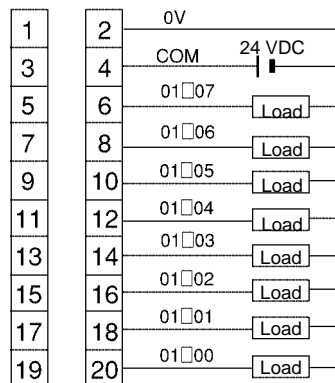 1 2 0V
3 4 COM 24 VDC
5 6 01□07 Load
7 8 01□06 Load
9 10 01□05 Load
11 12 01□04 Load
13 14 01□03 Load
15 16 01□02 Load
17 18 01□01 Load
19 20 01□00 Load